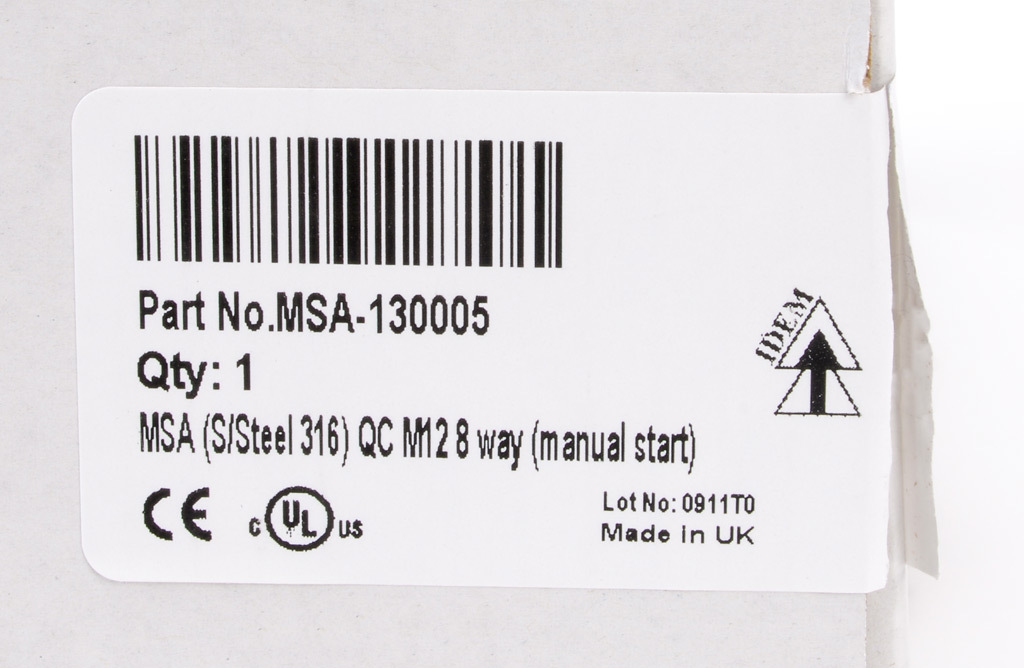 Part No.MSA-130005
Qty: 1
MSA (S/Steel 316) QC M12 8 way (manual start)
IDEM
CE
C UL US
Lot No: 0911T0
Made in UK